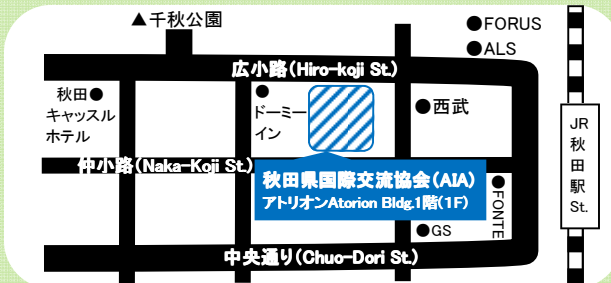 ▲千秋公園
●FORUS
●ALS
広小路(Hiro-koji St.)
秋田●
キャッスル
ホテル
●
ドーミー
イン
●西武
JR
秋
田
駅
St.
仲小路(Naka-Koji St.)
秋田県国際交流協会(AIA)
アトリオンAtorion Bldg.1階(1F)
●FONTE
●GS
中央通り(Chuo-Dori St.)